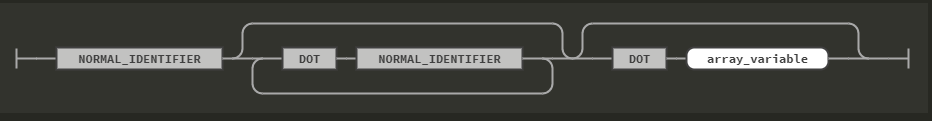 NORMAL_IDENTIFIER DOT NORMAL_IDENTIFIER DOT array_variable